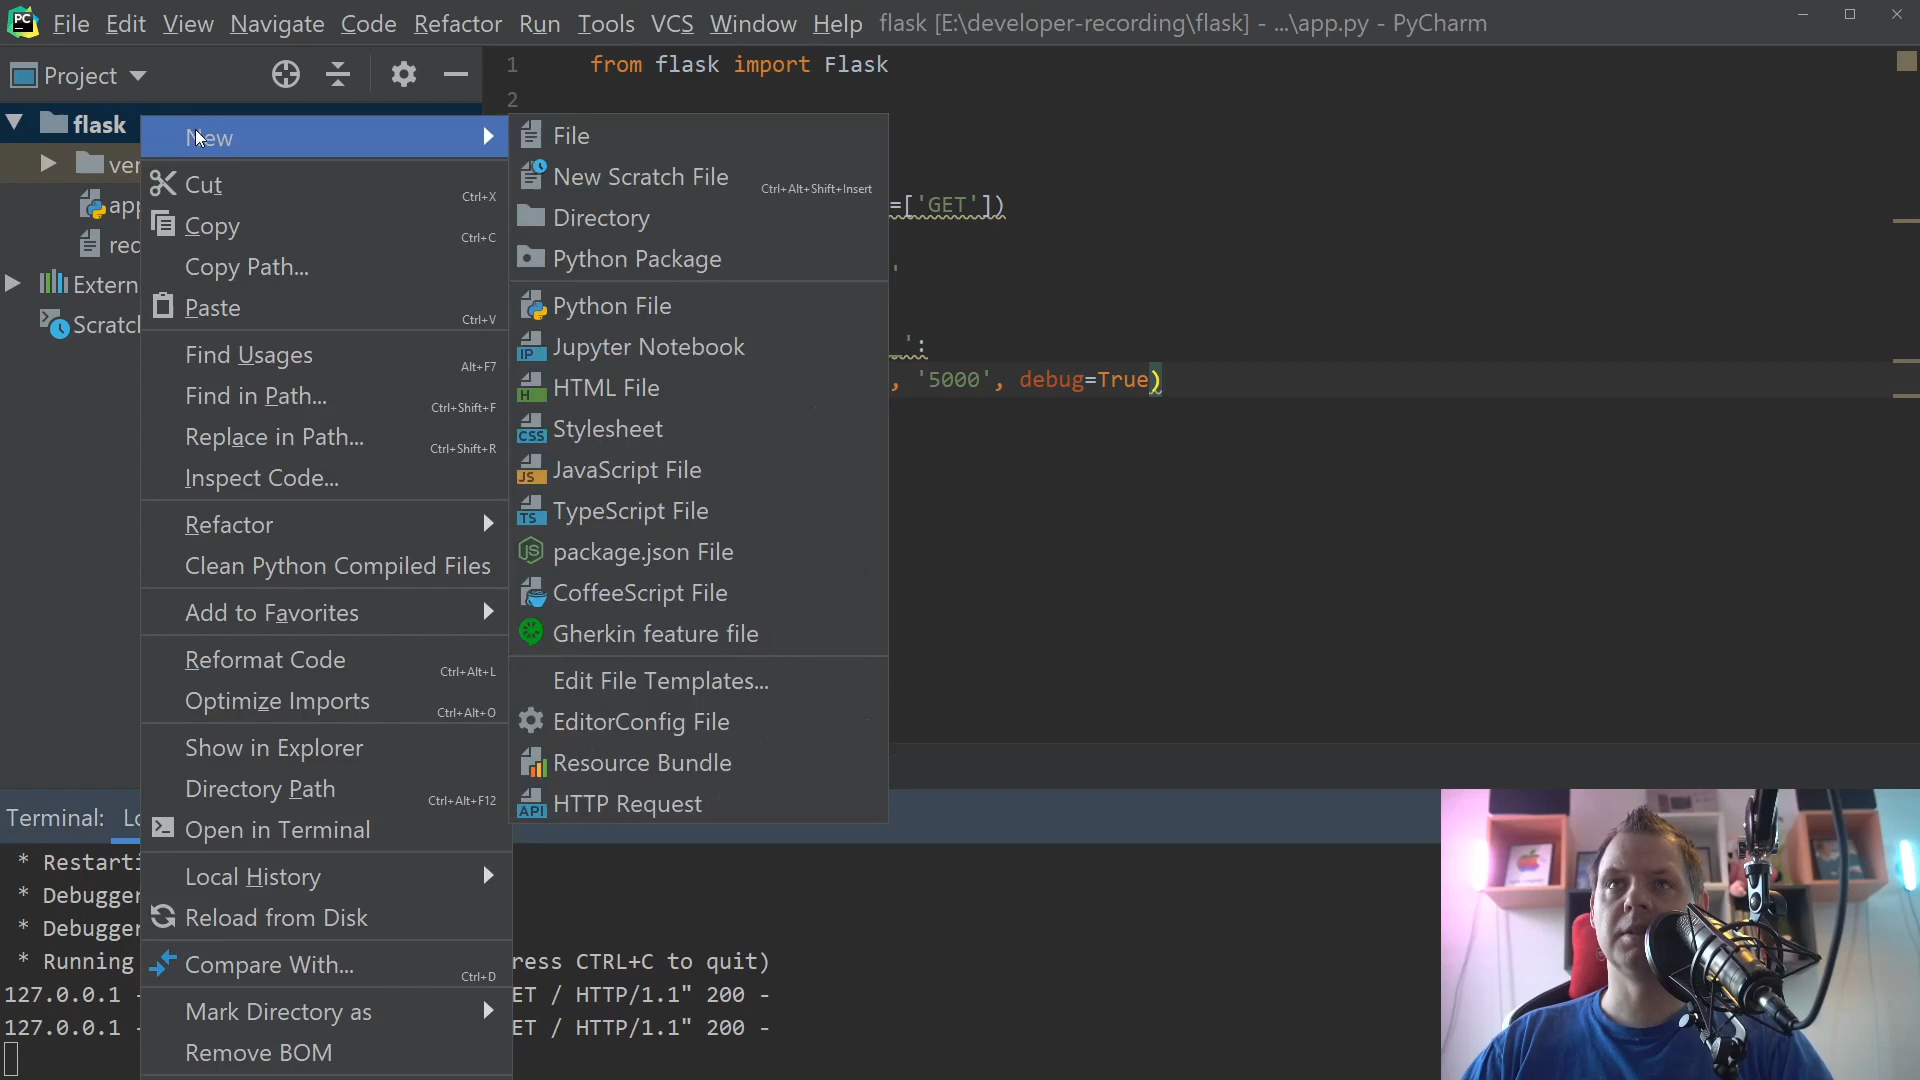 PC File Edit View Navigate Code Refactor Run Tools VCS Window Help flask [E:\developer-recording\flask] - ...\app.py - PyCharm
Project
1 from flask import Flask
2
flask
New
File
New Scratch File Ctrl+Alt+Shift+Insert
Directory
Python Package
Python File
Jupyter Notebook
HTML File
Stylesheet
JavaScript File
TypeScript File
package.json File
CoffeeScript File
Gherkin feature file
Edit File Templates...
EditorConfig File
Resource Bundle
HTTP Request
Cut Ctrl+X
Copy Ctrl+C
Copy Path...
Paste Ctrl+V
Find Usages Alt+F7
Find in Path... Ctrl+Shift+F
Replace in Path... Ctrl+Shift+R
Inspect Code...
Refactor
Clean Python Compiled Files
Add to Favorites
Reformat Code Ctrl+Alt+L
Optimize Imports Ctrl+Alt+O
Show in Explorer
Directory Path Ctrl+Alt+F12
Open in Terminal
Local History
Reload from Disk
Compare With... Ctrl+D
Mark Directory as
Remove BOM
ver
app
rec
Extern
Scratch
=['GET'])
'
_':
, '5000', debug=True)
Terminal: Lo
* Restarti
* Debugger
* Debugger
* Running ress CTRL+C to quit)
127.0.0.1 - ET / HTTP/1.1" 200 -
127.0.0.1 - ET / HTTP/1.1" 200 -